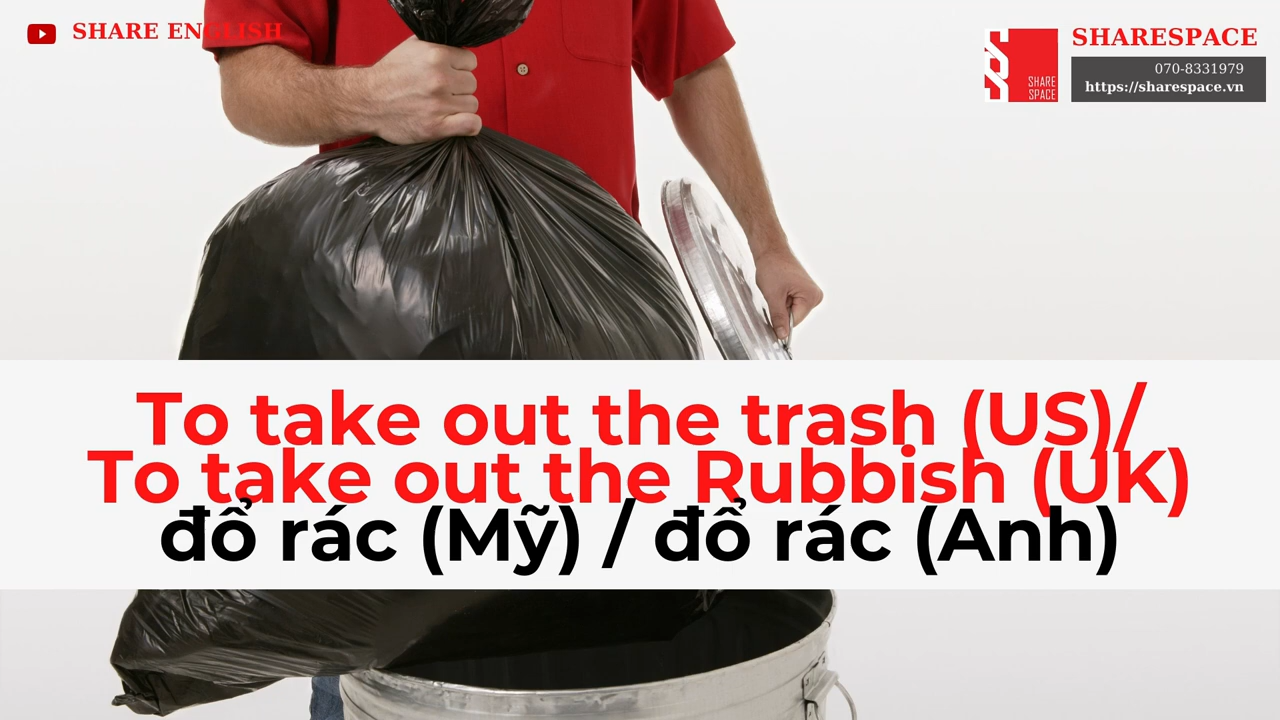 SHARE ENGLISH
SHARESPACE
070-8331979
https://sharespace.vn
SHARE
SPACE
To take out the trash (US)/
To take out the Rubbish (UK)
đổ rác (Mỹ) / đổ rác (Anh)